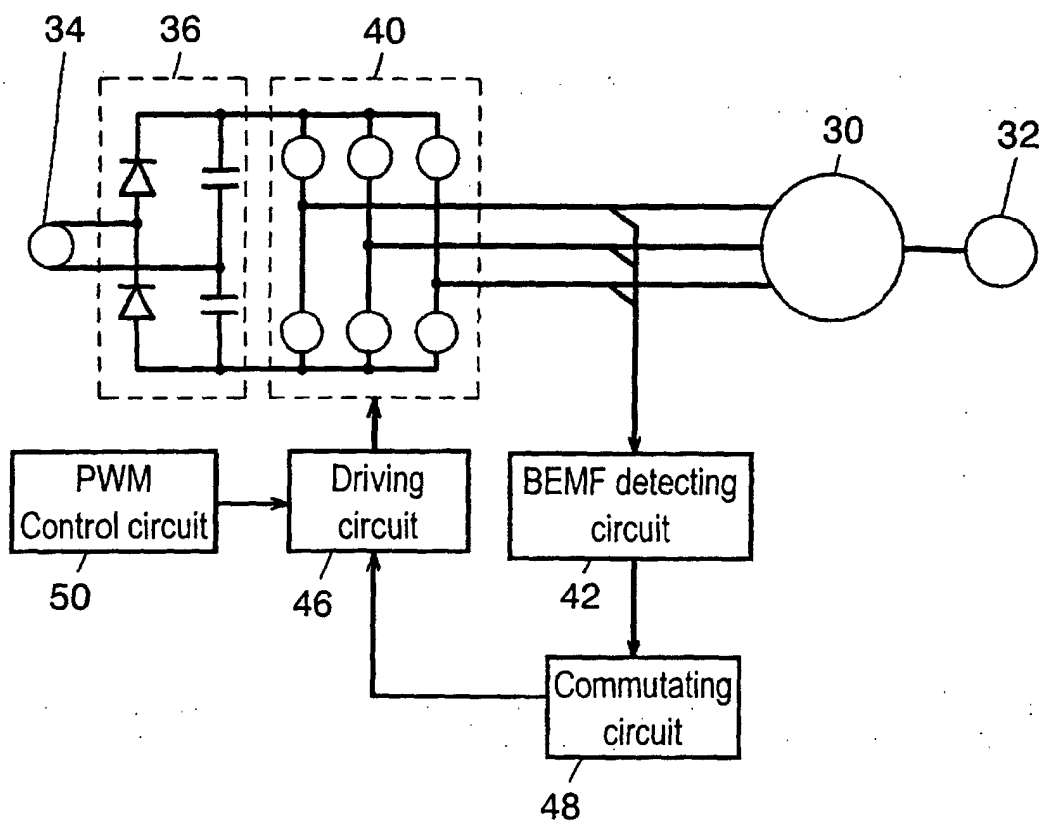 34
36
40
30
32
PWM
Control circuit
50
Driving
circuit
46
BEMF detecting
circuit
42
Commutating
circuit
48